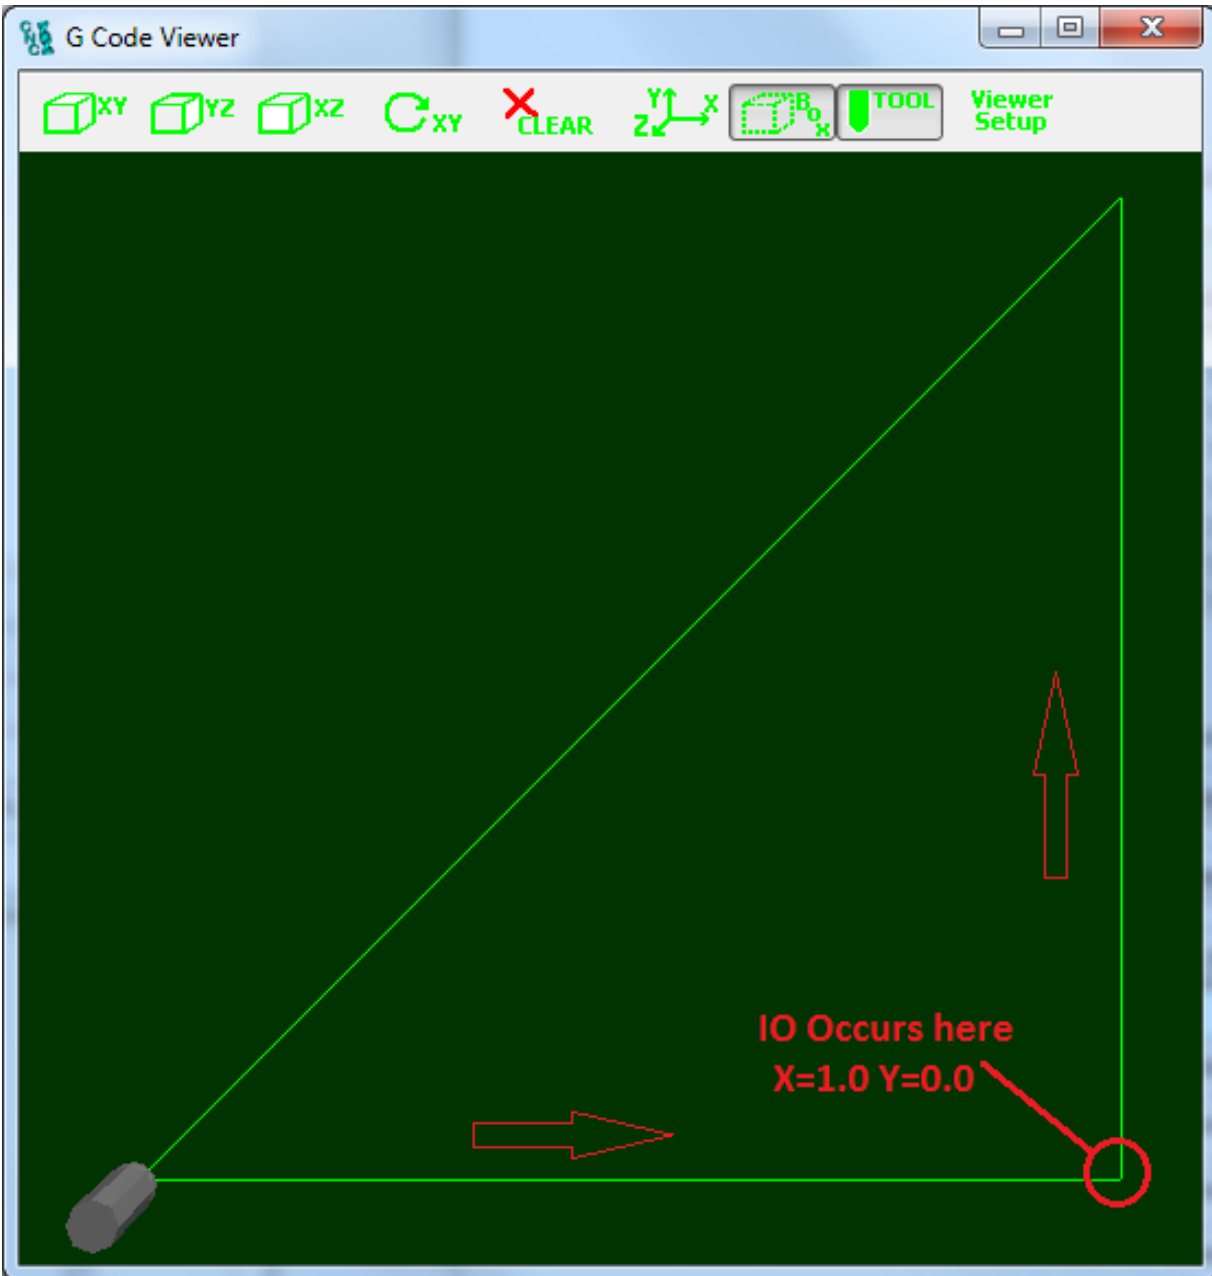 G Code Viewer
XY YZ XZ XY CLEAR Y X Z Box TOOL Viewer
Setup
IO Occurs here
X=1.0 Y=0.0